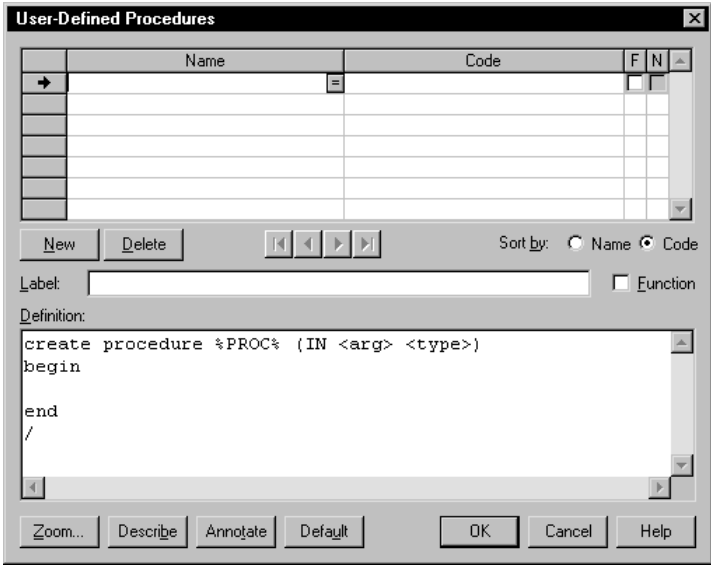 User-Defined Procedures
Name Code F N
=
New Delete Sort by: Name Code
Label: Function
Definition:
create procedure %PROC% (IN <arg> <type>)
begin
end
/
Zoom... Describe Annotate Default OK Cancel Help